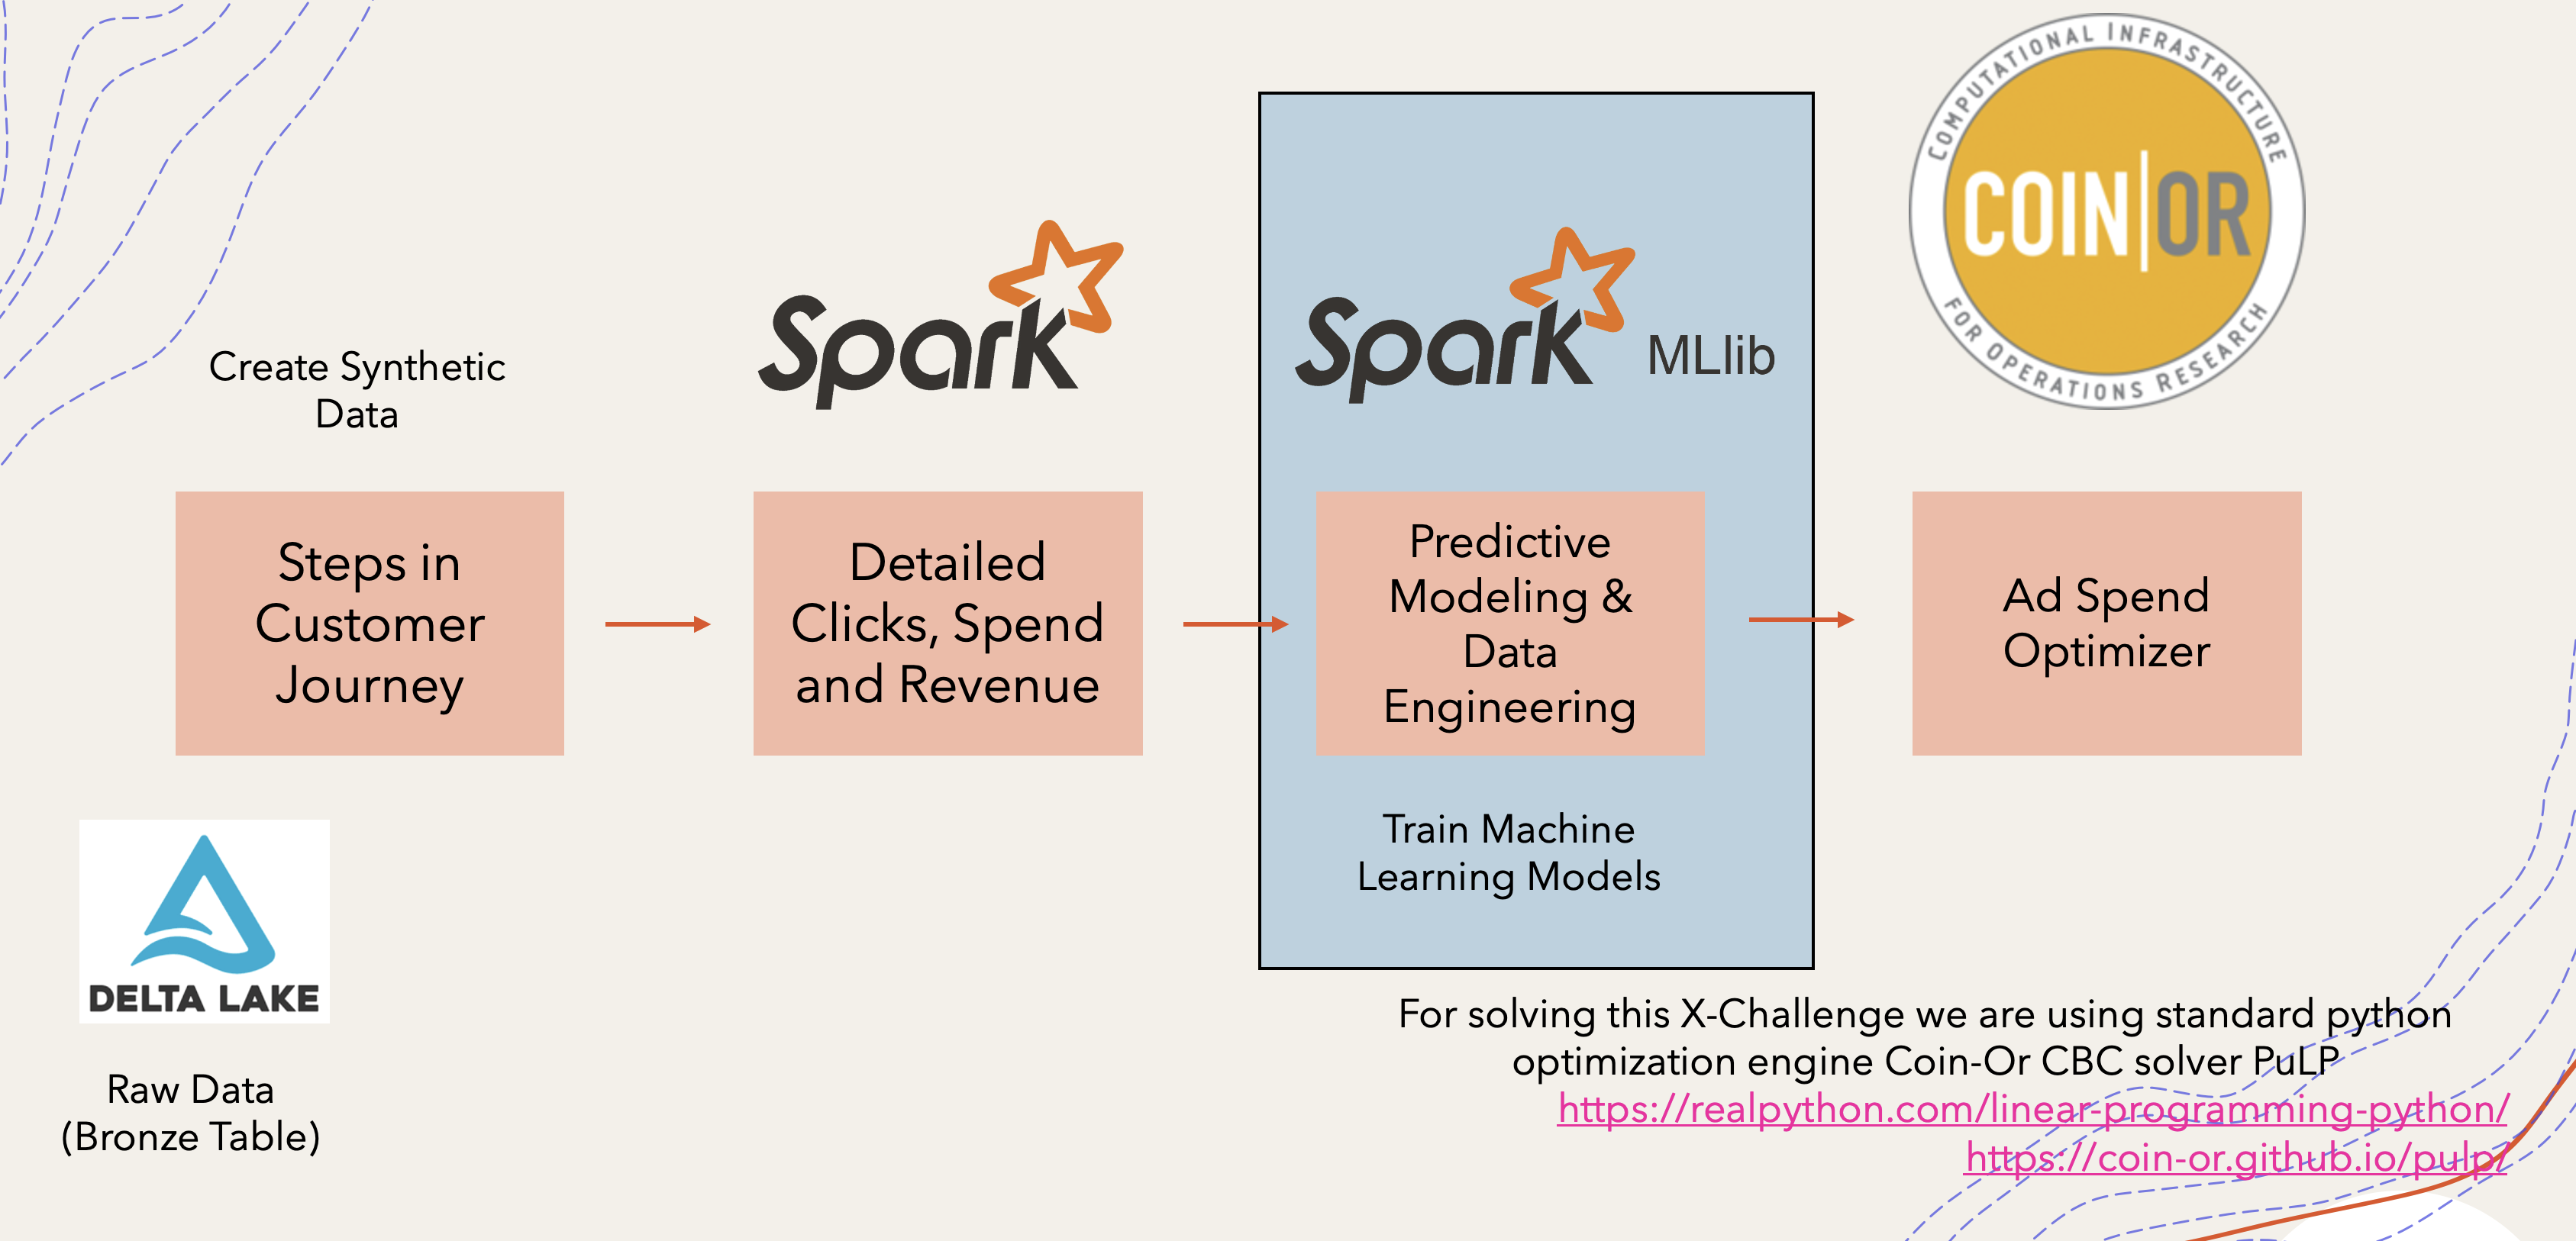 Create Synthetic
Data
Steps in
Customer
Journey
DELTA LAKE
Raw Data
(Bronze Table)
Spark
Detailed
Clicks, Spend
and Revenue
Spark MLlib
Predictive
Modeling &
Data
Engineering
Train Machine
Learning Models
COMPUTATIONAL INFRASTRUCTURE
COIN|OR
FOR OPERATIONS RESEARCH
Ad Spend
Optimizer
For solving this X-Challenge we are using standard python
optimization engine Coin-Or CBC solver PuLP
https://realpython.com/linear-programming-python/
https://coin-or.github.io/pulp/